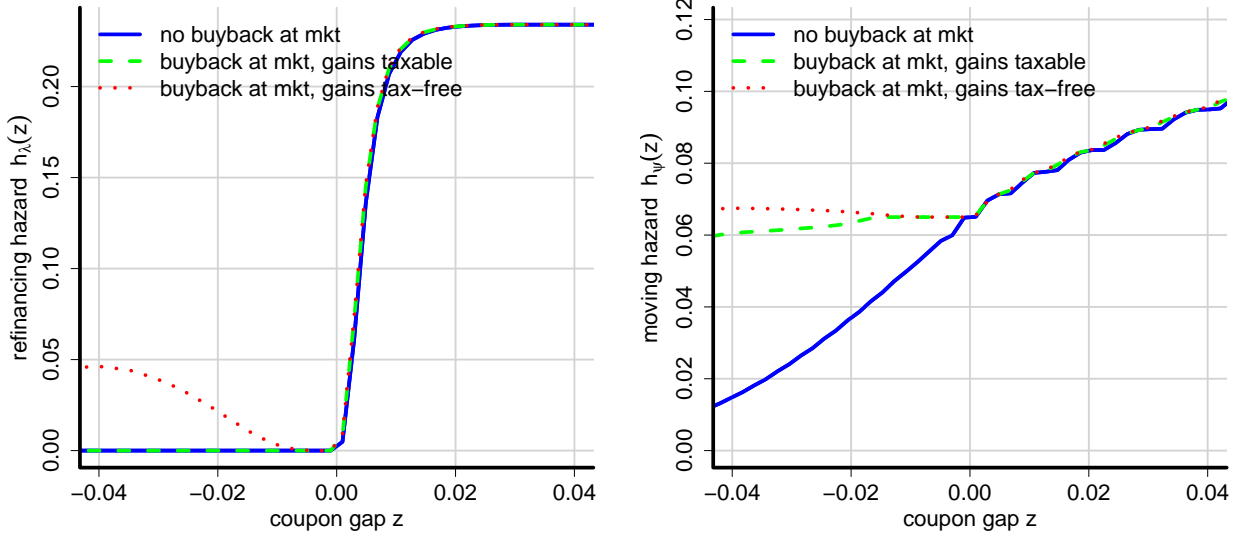 no buyback at mkt
buyback at mkt, gains taxable
buyback at mkt, gains tax−free
refinancing hazard hλ(z)
0.20
0.15
0.10
0.05
0.00
−0.04 −0.02 0.00 0.02 0.04
coupon gap z
no buyback at mkt
buyback at mkt, gains taxable
buyback at mkt, gains tax−free
moving hazard hψ(z)
0.12
0.10
0.08
0.06
0.04
0.02
0.00
−0.04 −0.02 0.00 0.02 0.04
coupon gap z